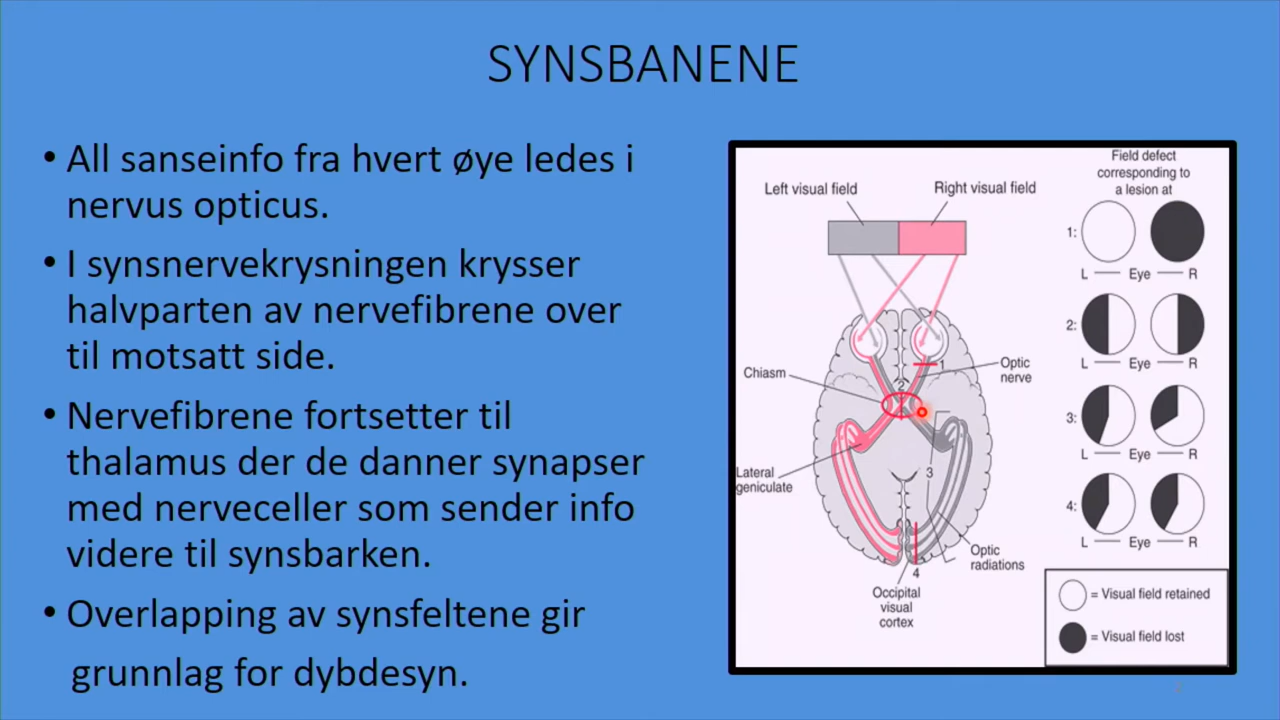 SYNSBANENE
• All sanseinfo fra hvert øye ledes i
nervus opticus.
• I synsnervekrysningen krysser
halvparten av nervefibrene over
til motsatt side.
• Nervefibrene fortsetter til
thalamus der de danner synapser
med nerveceller som sender info
videre til synsbarken.
• Overlapping av synsfeltene gir
grunnlag for dybdesyn.
Left visual field
Right visual field
Chiasm
Optic
nerve
1
2
3
4
Lateral
geniculate
Optic
radiations
Occipital
visual
cortex
Field defect
corresponding to
a lesion at
1:
L — Eye — R
2:
L — Eye — R
3:
L — Eye — R
4:
L — Eye — R
= Visual field retained
= Visual field lost